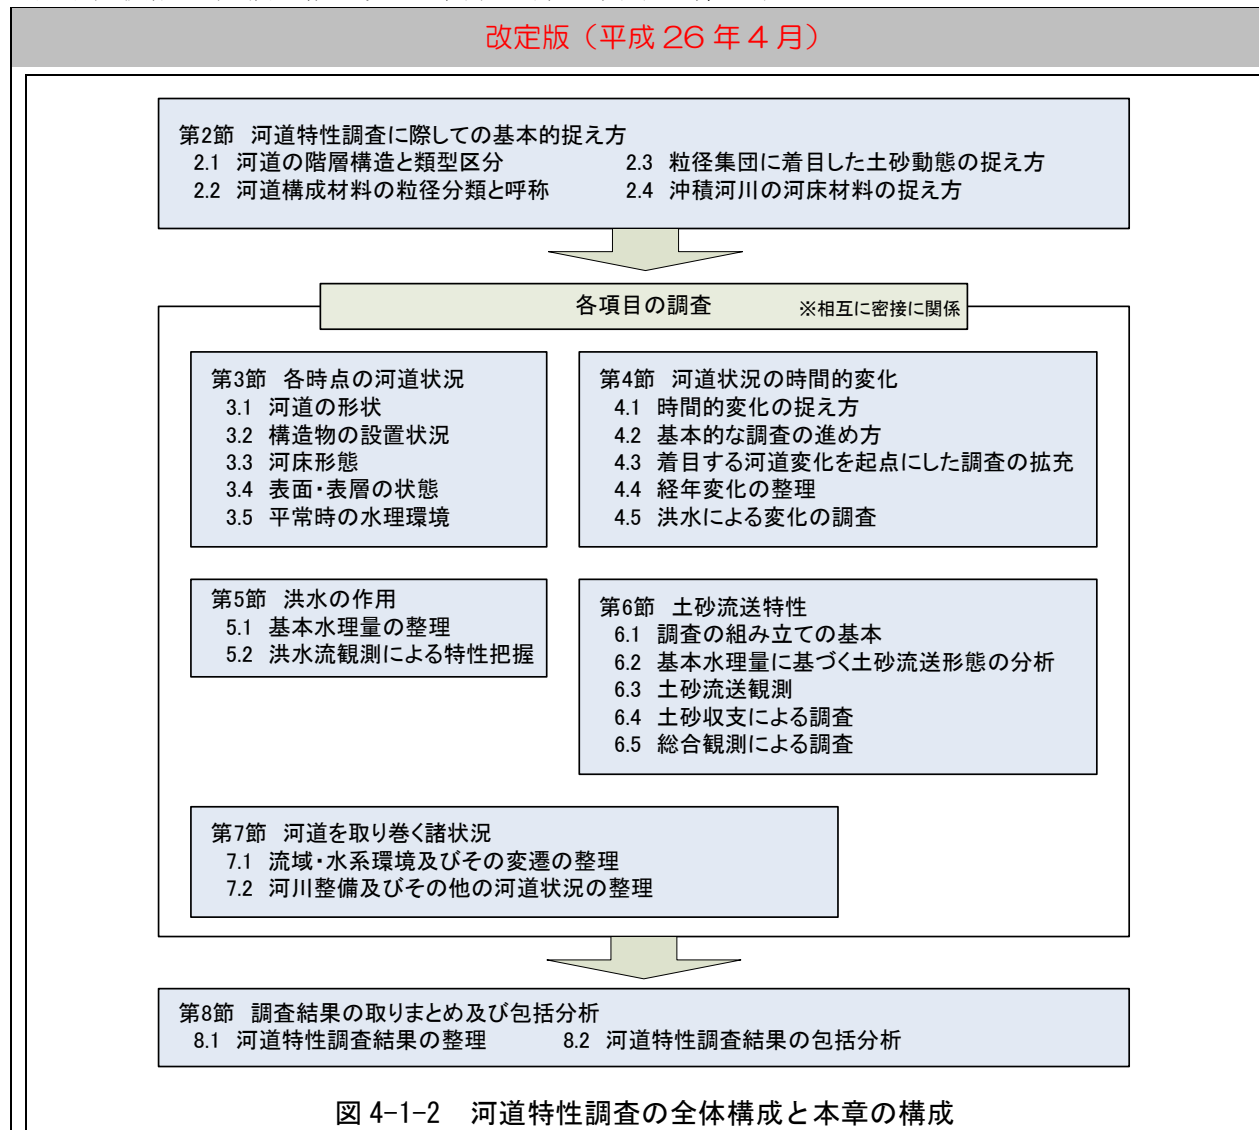 改定版（平成26年4月）
第2節 河道特性調査に際しての基本的捉え方
2.1 河道の階層構造と類型区分
2.3 粒径集団に着目した土砂動態の捉え方
2.2 河道構成材料の粒径分類と呼称
2.4 沖積河川の河床材料の捉え方
各項目の調査 ※相互に密接に関係
第3節 各時点の河道状況
3.1 河道の形状
3.2 構造物の設置状況
3.3 河床形態
3.4 表面・表層の状態
3.5 平常時の水理環境
第4節 河道状況の時間的変化
4.1 時間的変化の捉え方
4.2 基本的な調査の進め方
4.3 着目する河道変化を起点にした調査の拡充
4.4 経年変化の整理
4.5 洪水による変化の調査
第5節 洪水の作用
5.1 基本水理量の整理
5.2 洪水流観測による特性把握
第6節 土砂流送特性
6.1 調査の組み立ての基本
6.2 基本水理量に基づく土砂流送形態の分析
6.3 土砂流送観測
6.4 土砂収支による調査
6.5 総合観測による調査
第7節 河道を取り巻く諸状況
7.1 流域・水系環境及びその変遷の整理
7.2 河川整備及びその他の河道状況の整理
第8節 調査結果の取りまとめ及び包括分析
8.1 河道特性調査結果の整理
8.2 河道特性調査結果の包括分析
図 4-1-2 河道特性調査の全体構成と本章の構成